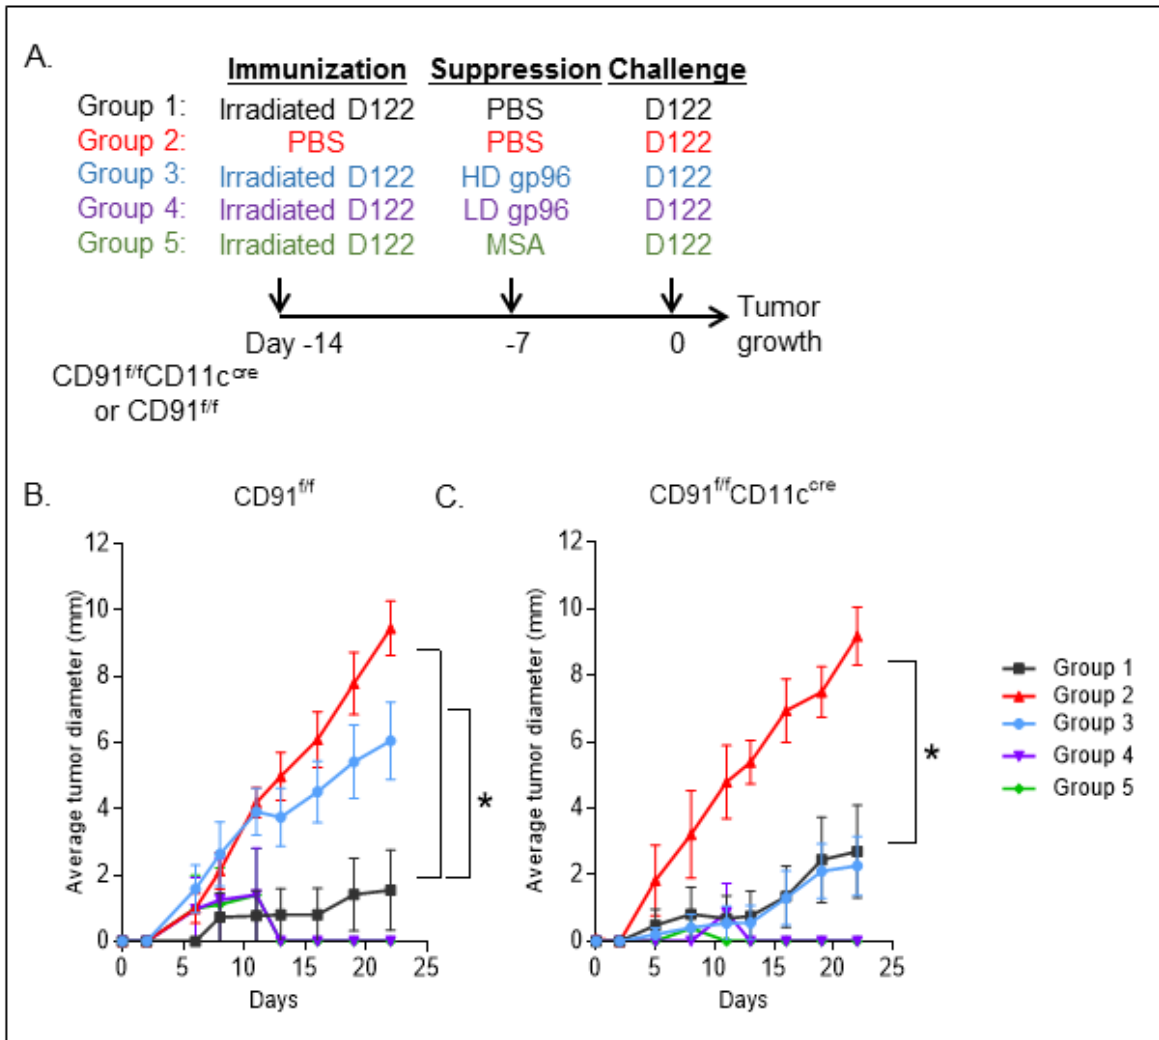 A.
Immunization Suppression Challenge
Group 1: Irradiated D122 PBS D122
Group 2: PBS PBS D122
Group 3: Irradiated D122 HD gp96 D122
Group 4: Irradiated D122 LD gp96 D122
Group 5: Irradiated D122 MSA D122
Day -14 -7 0 Tumor growth
CD91f/fCD11ccre
or CD91f/f
B. CD91f/f
12
10
8
6
4
2
0
Average tumor diameter (mm)
0 5 10 15 20 25
Days
*
C. CD91f/fCD11ccre
12
10
8
6
4
2
0
Average tumor diameter (mm)
0 5 10 15 20 25
Days
*
Group 1
Group 2
Group 3
Group 4
Group 5